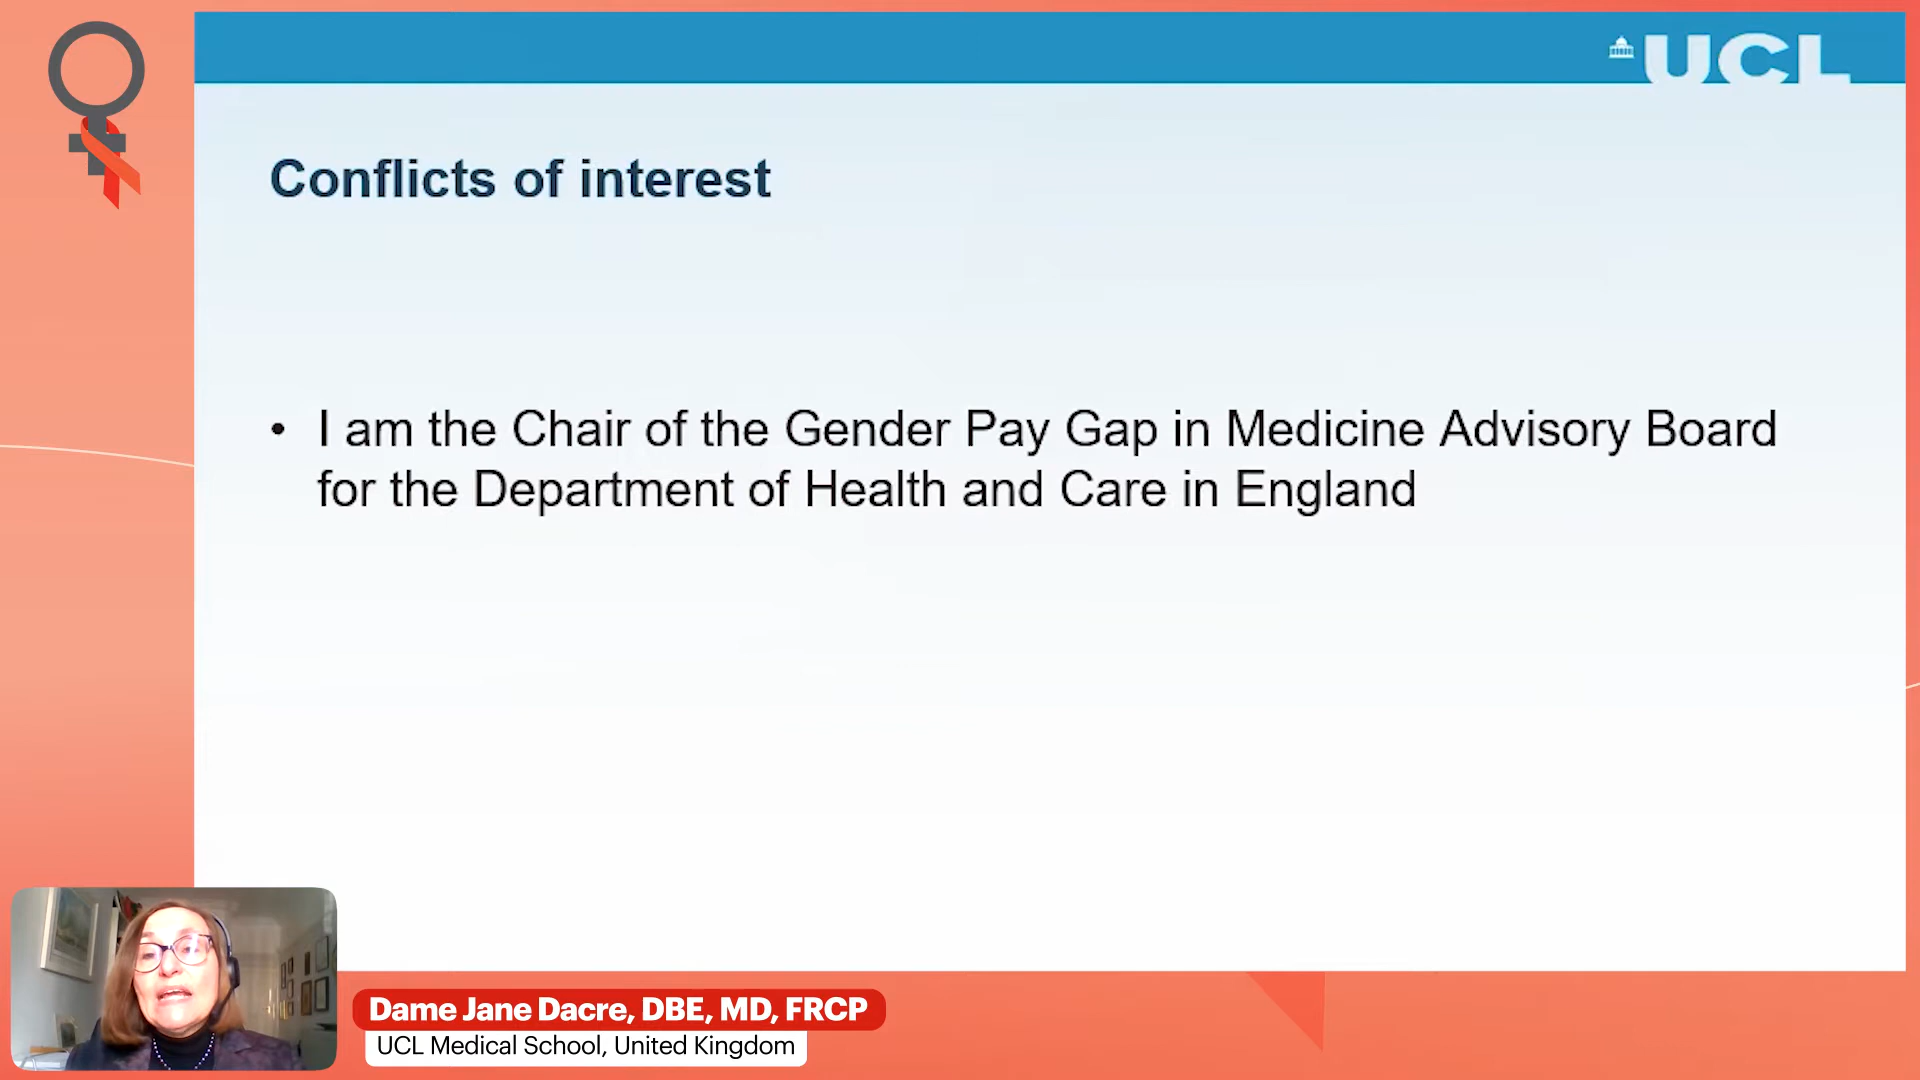 UCL
Conflicts of interest
• I am the Chair of the Gender Pay Gap in Medicine Advisory Board
for the Department of Health and Care in England
Dame Jane Dacre, DBE, MD, FRCP
UCL Medical School, United Kingdom